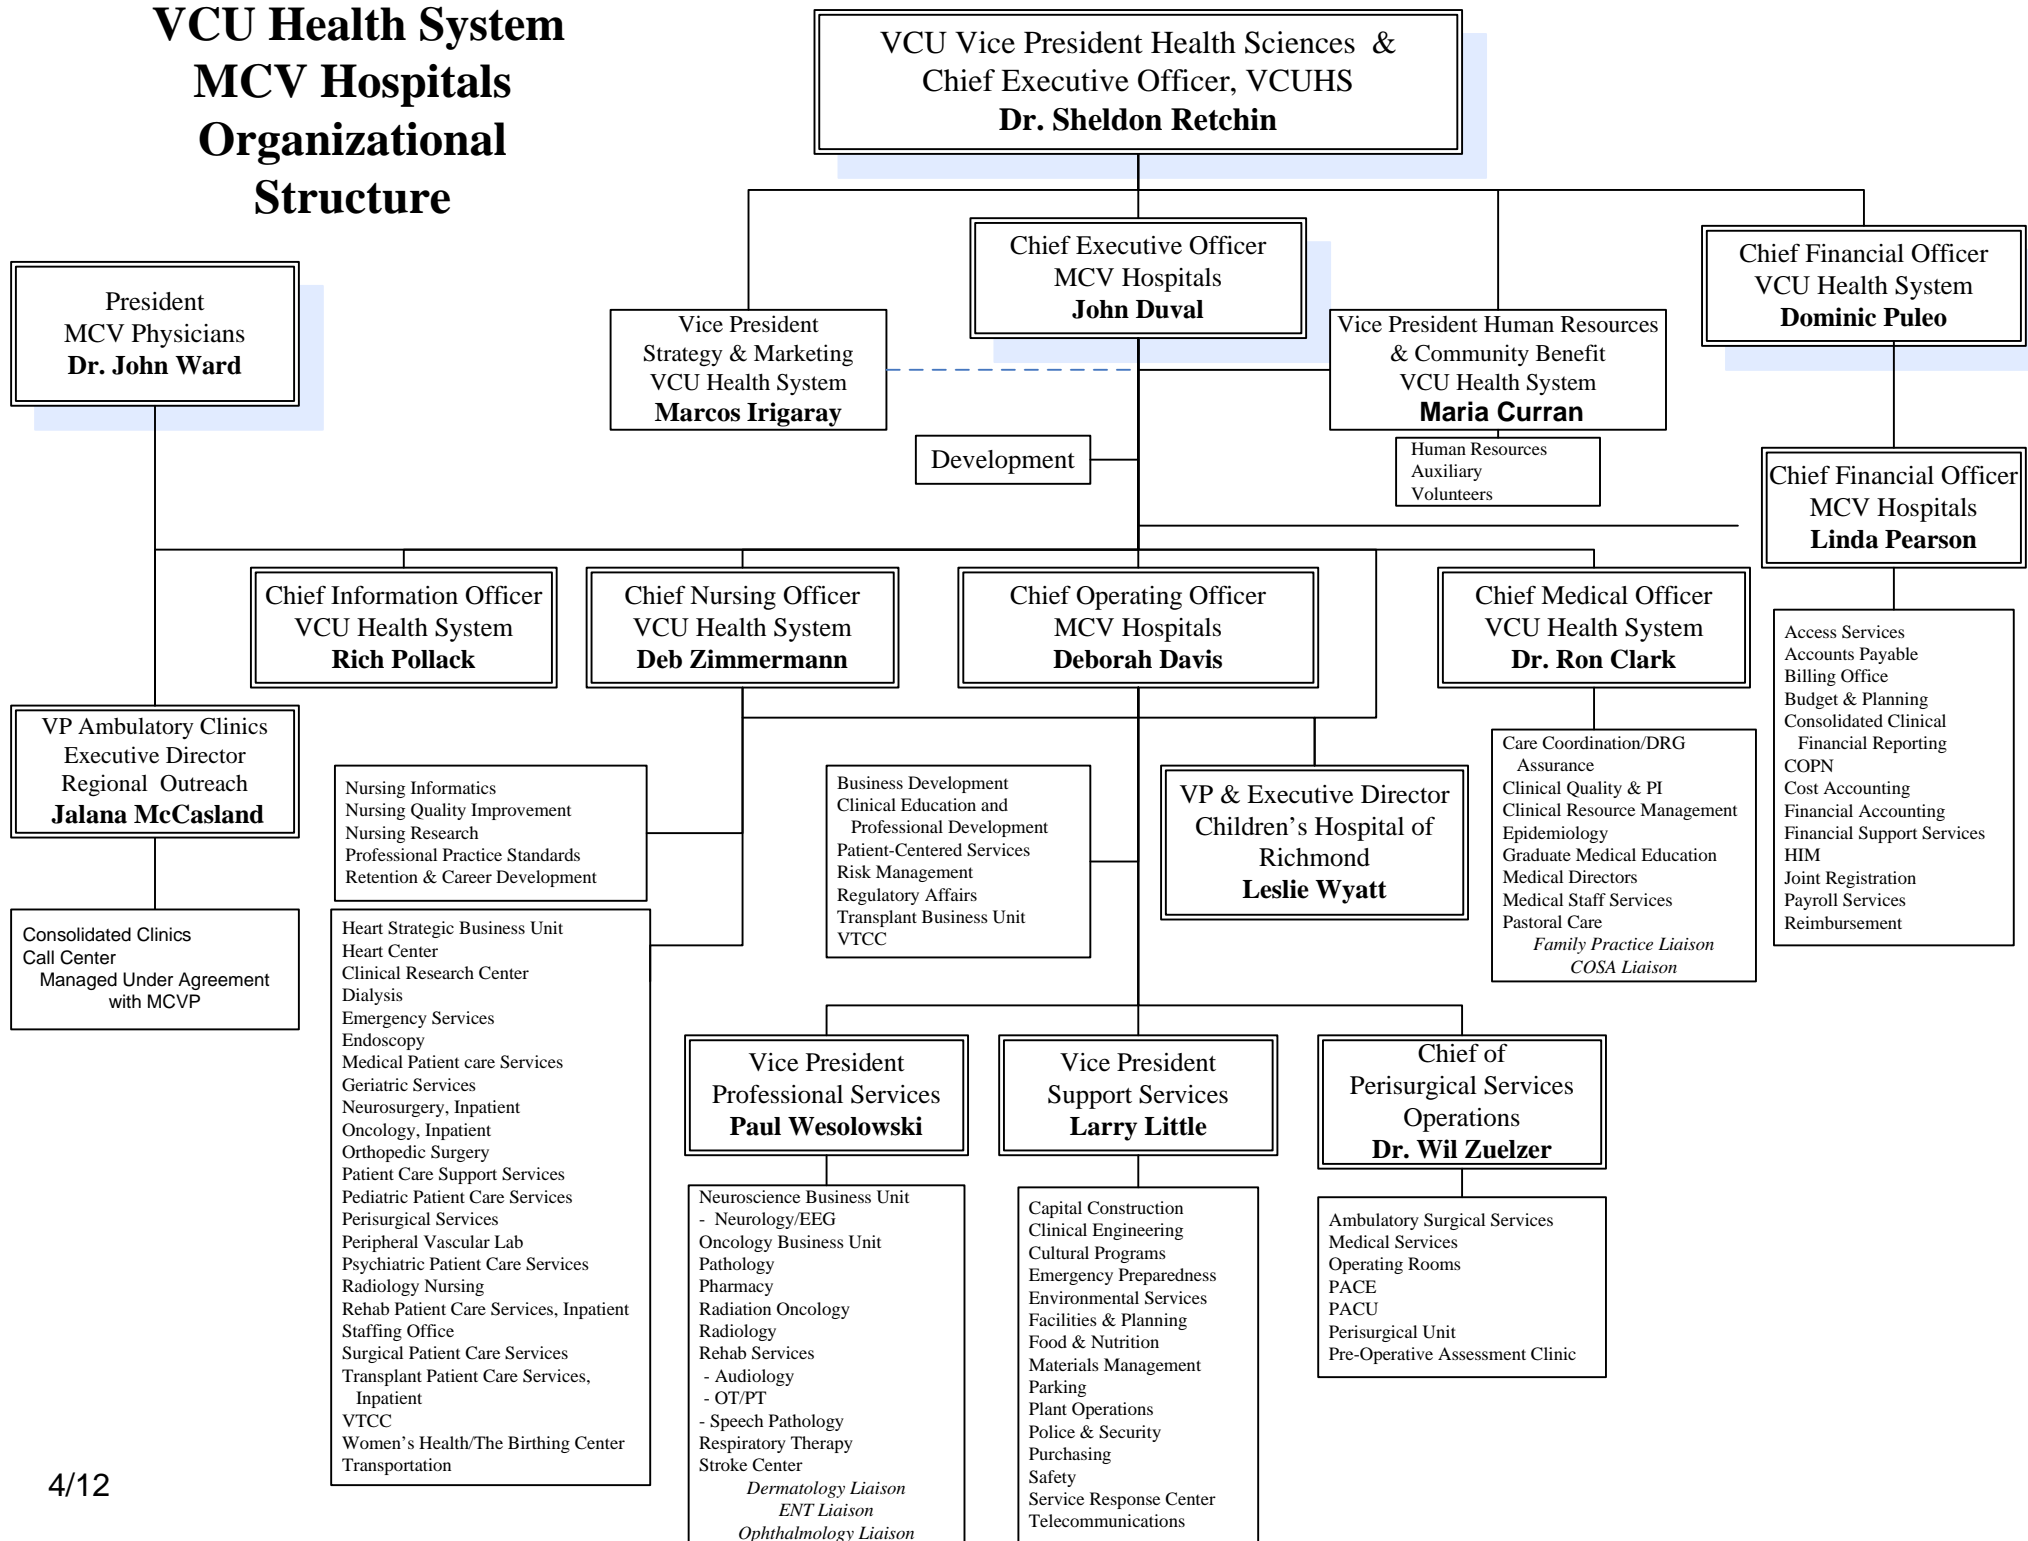 VCU Health System
MCV Hospitals
Organizational
Structure
VCU Vice President Health Sciences &
Chief Executive Officer, VCUHS
Dr. Sheldon Retchin
President
MCV Physicians
Dr. John Ward
Vice President
Strategy & Marketing
VCU Health System
Marcos Irigaray
Chief Executive Officer
MCV Hospitals
John Duval
Vice President Human Resources
& Community Benefit
VCU Health System
Maria Curran
Chief Financial Officer
VCU Health System
Dominic Puleo
Development
Human Resources
Auxiliary
Volunteers
Chief Financial Officer
MCV Hospitals
Linda Pearson
Chief Information Officer
VCU Health System
Rich Pollack
Chief Nursing Officer
VCU Health System
Deb Zimmermann
Chief Operating Officer
MCV Hospitals
Deborah Davis
Chief Medical Officer
VCU Health System
Dr. Ron Clark
Access Services
Accounts Payable
Billing Office
Budget & Planning
Consolidated Clinical
Financial Reporting
COPN
Cost Accounting
Financial Accounting
Financial Support Services
HIM
Joint Registration
Payroll Services
Reimbursement
VP Ambulatory Clinics
Executive Director
Regional Outreach
Jalana McCasland
Nursing Informatics
Nursing Quality Improvement
Nursing Research
Professional Practice Standards
Retention & Career Development
Business Development
Clinical Education and
Professional Development
Patient-Centered Services
Risk Management
Regulatory Affairs
Transplant Business Unit
VTCC
VP & Executive Director
Children's Hospital of
Richmond
Leslie Wyatt
Care Coordination/DRG
Assurance
Clinical Quality & PI
Clinical Resource Management
Epidemiology
Graduate Medical Education
Medical Directors
Medical Staff Services
Pastoral Care
Family Practice Liaison
COSA Liaison
Consolidated Clinics
Call Center
Managed Under Agreement
with MCVP
Heart Strategic Business Unit
Heart Center
Clinical Research Center
Dialysis
Emergency Services
Endoscopy
Medical Patient care Services
Geriatric Services
Neurosurgery, Inpatient
Oncology, Inpatient
Orthopedic Surgery
Patient Care Support Services
Pediatric Patient Care Services
Perisurgical Services
Peripheral Vascular Lab
Psychiatric Patient Care Services
Radiology Nursing
Rehab Patient Care Services, Inpatient
Staffing Office
Surgical Patient Care Services
Transplant Patient Care Services,
Inpatient
VTCC
Women's Health/The Birthing Center
Transportation
Vice President
Professional Services
Paul Wesolowski
Vice President
Support Services
Larry Little
Chief of
Perisurgical Services
Operations
Dr. Wil Zuelzer
Neuroscience Business Unit
- Neurology/EEG
Oncology Business Unit
Pathology
Pharmacy
Radiation Oncology
Radiology
Rehab Services
- Audiology
- OT/PT
- Speech Pathology
Respiratory Therapy
Stroke Center
Dermatology Liaison
ENT Liaison
Ophthalmology Liaison
Capital Construction
Clinical Engineering
Cultural Programs
Emergency Preparedness
Environmental Services
Facilities & Planning
Food & Nutrition
Materials Management
Parking
Plant Operations
Police & Security
Purchasing
Safety
Service Response Center
Telecommunications
Ambulatory Surgical Services
Medical Services
Operating Rooms
PACE
PACU
Perisurgical Unit
Pre-Operative Assessment Clinic
4/12